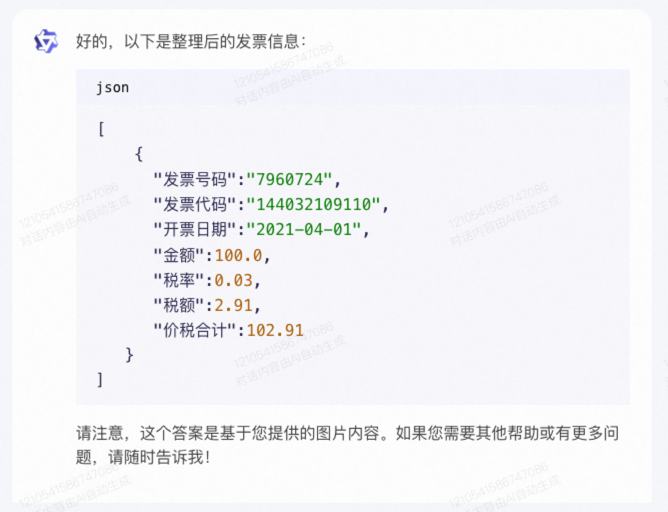 好的，以下是整理后的发票信息：
json
[
{
"发票号码":"7960724",
"发票代码":"144032109110",
"开票日期":"2021-04-01",
"金额":100.0,
"税率":0.03,
"税额":2.91,
"价税合计":102.91
}
]
请注意，这个答案是基于您提供的图片内容。如果您需要其他帮助或有更多问
题，请随时告诉我！
1210541586747086
对话内容由AI自动生成
1210541586747086
对话内容由AI自动生成
1210541586747086
对话内容由AI自动生成
1210541586747086
对话内容由AI自动生成
1210541586747086
对话内容由AI自动生成
1210541586747086
对话内容由AI自动生成